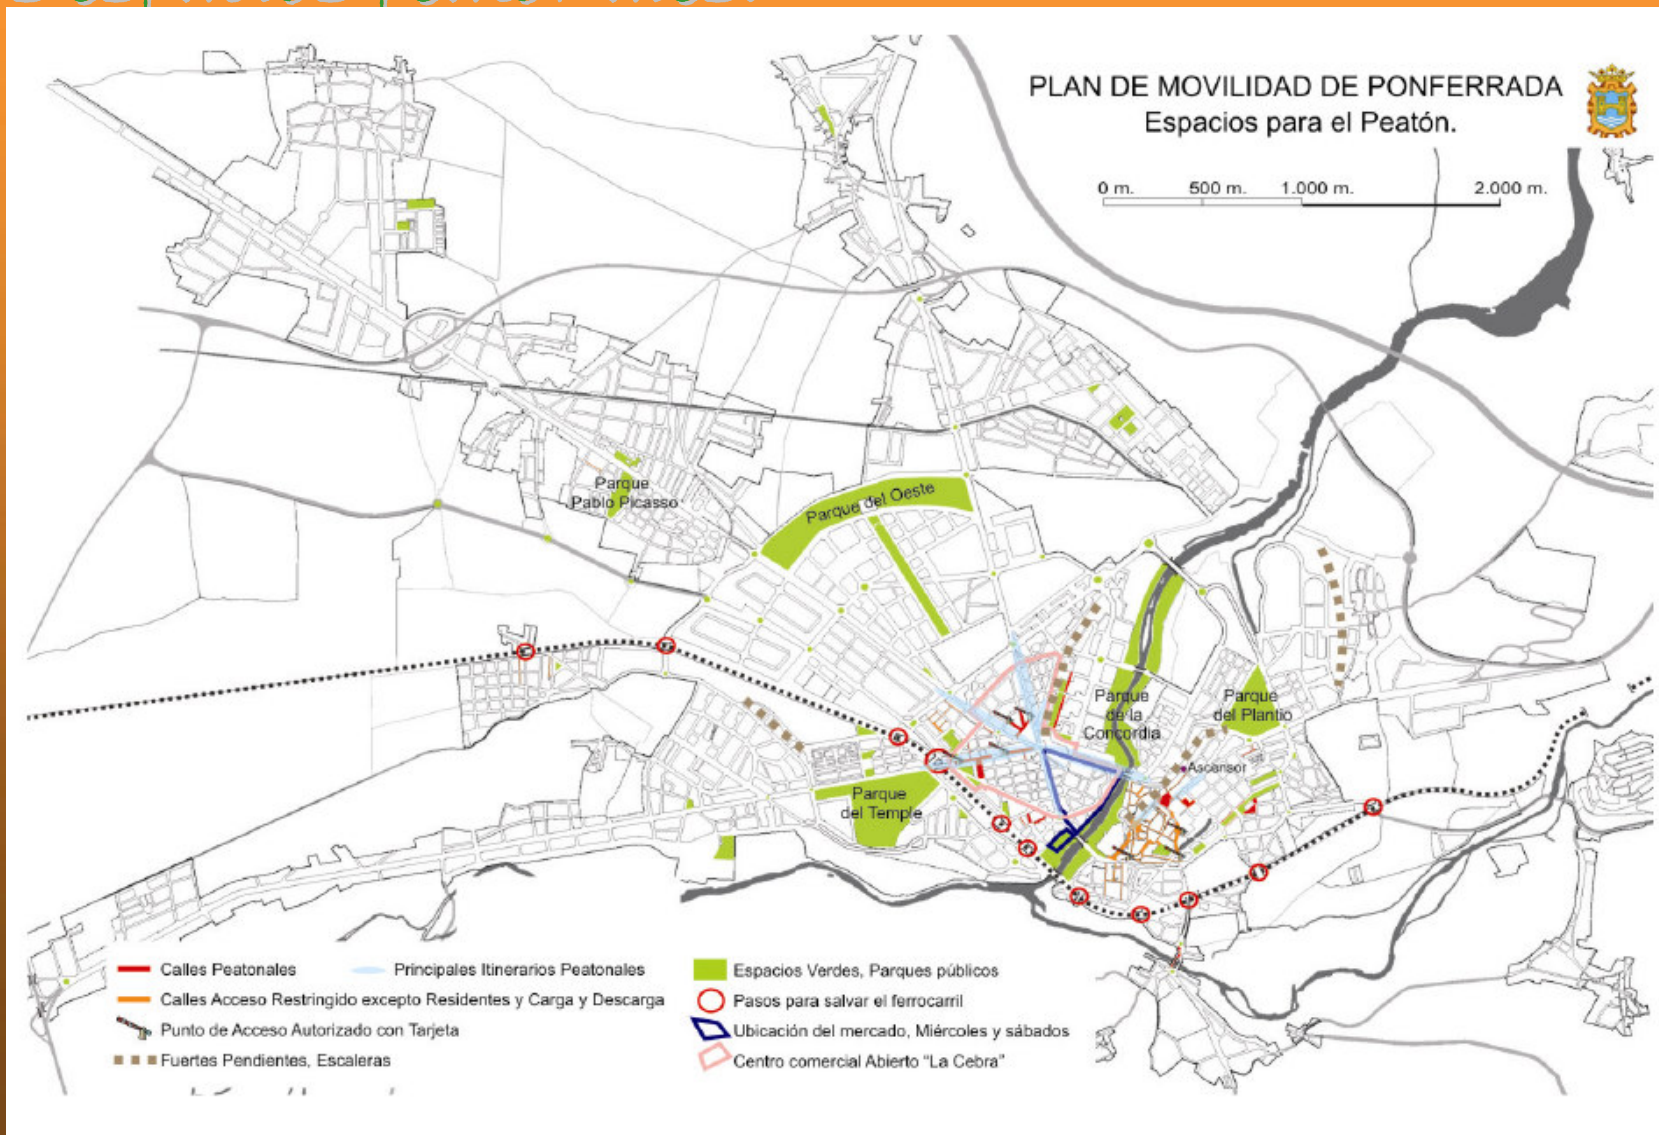 PLAN DE MOVILIDAD DE PONFERRADA
Espacios para el Peatón.
0 m. 500 m. 1.000 m. 2.000 m.
Parque
Pablo Picasso
Parque del Oeste
Parque
de la
Concordia
Parque
del Plantio
Ascensor
Parque
del Temple
Calles Peatonales
Principales Itinerarios Peatonales
Calles Acceso Restringido excepto Residentes y Carga y Descarga
Punto de Acceso Autorizado con Tarjeta
Fuertes Pendientes, Escaleras
Espacios Verdes, Parques públicos
Pasos para salvar el ferrocarril
Ubicación del mercado, Miércoles y sábados
Centro comercial Abierto "La Cebra"